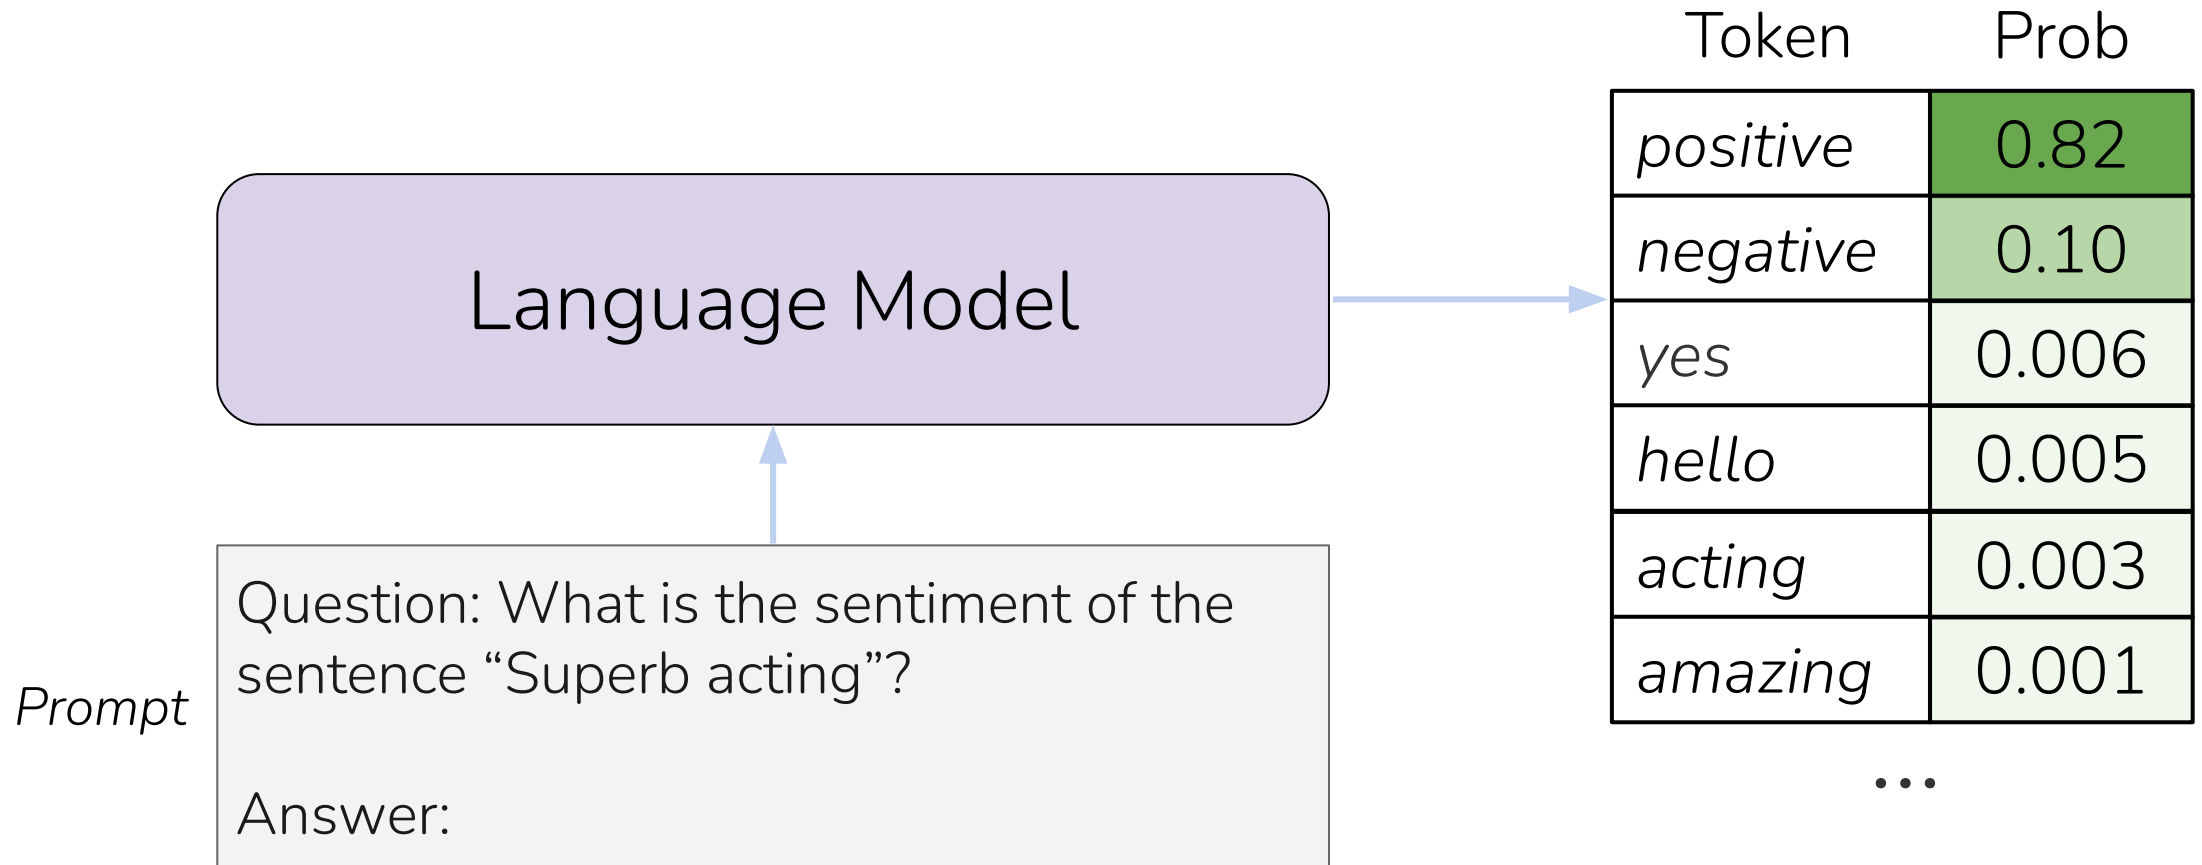 Token Prob
positive 0.82
negative 0.10
yes 0.006
hello 0.005
acting 0.003
amazing 0.001
...
Language Model
Prompt
Question: What is the sentiment of the
sentence “Superb acting”?
Answer: